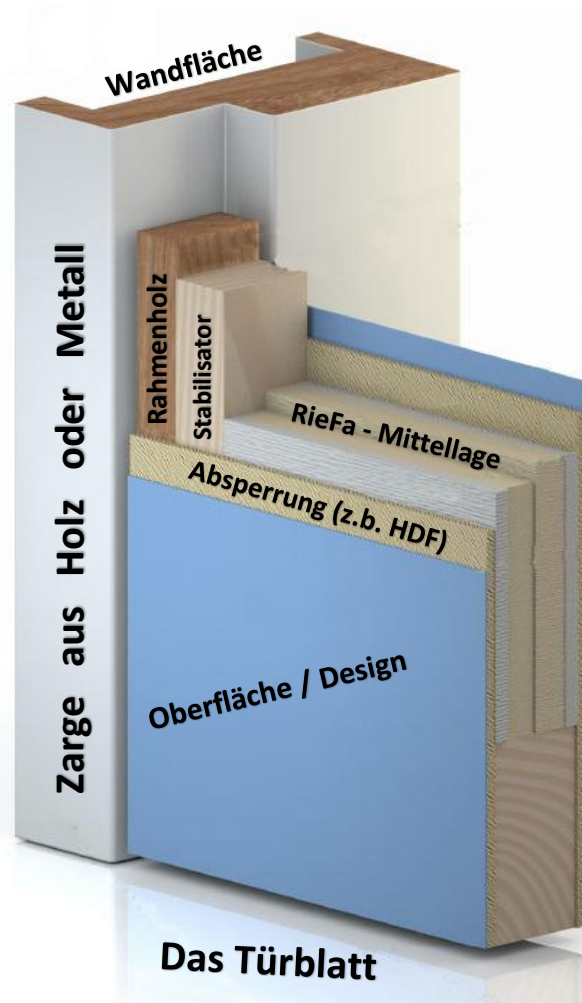 Wandfläche
Zarge aus Holz oder Metall
Rahmenholz
Stabilisator
RieFa - Mittellage
Absperrung (z.b. HDF)
Oberfläche / Design
Das Türblatt